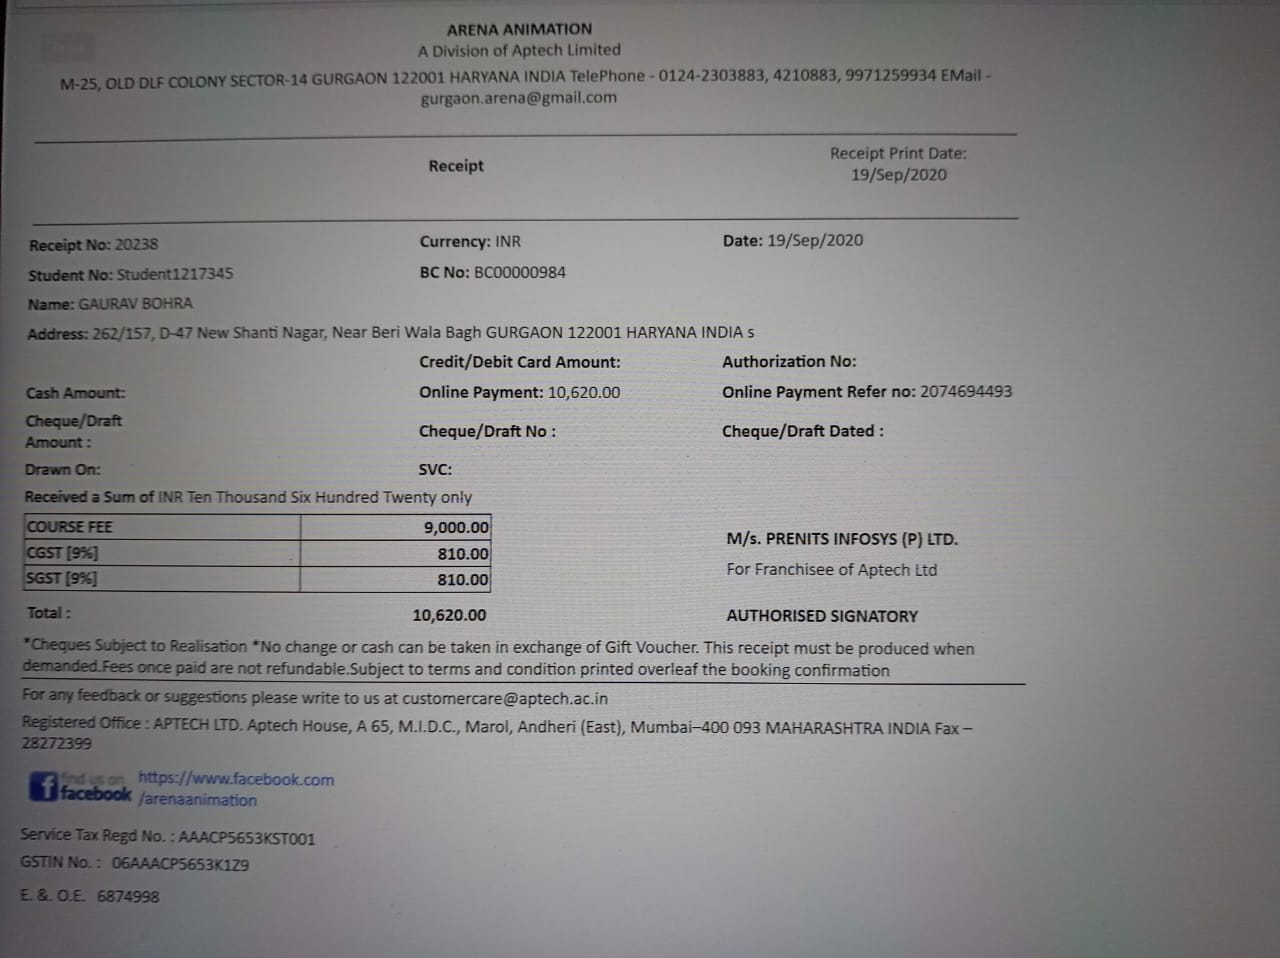 ARENA ANIMATION
A Division of Aptech Limited
M-25, OLD DLF COLONY SECTOR-14 GURGAON 122001 HARYANA INDIA TelePhone - 0124-2303883, 4210883, 9971259934 EMail -
gurgaon.arena@gmail.com
Receipt
Receipt Print Date:
19/Sep/2020
Receipt No: 20238 Currency: INR Date: 19/Sep/2020
Student No: Student1217345 BC No: BC00000984
Name: GAURAV BOHRA
Address: 262/157, D-47 New Shanti Nagar, Near Beri Wala Bagh GURGAON 122001 HARYANA INDIA s
Credit/Debit Card Amount: Authorization No:
Cash Amount: Online Payment: 10,620.00 Online Payment Refer no: 2074694493
Cheque/Draft
Amount : Cheque/Draft No : Cheque/Draft Dated :
Drawn On: SVC:
Received a Sum of INR Ten Thousand Six Hundred Twenty only
COURSE FEE 9,000.00
CGST [9%] 810.00
SGST [9%] 810.00
Total : 10,620.00
M/s. PRENITS INFOSYS (P) LTD.
For Franchisee of Aptech Ltd
AUTHORISED SIGNATORY
*Cheques Subject to Realisation *No change or cash can be taken in exchange of Gift Voucher. This receipt must be produced when
demanded.Fees once paid are not refundable.Subject to terms and condition printed overleaf the booking confirmation
For any feedback or suggestions please write to us at customercare@aptech.ac.in
Registered Office : APTECH LTD. Aptech House, A 65, M.I.D.C., Marol, Andheri (East), Mumbai–400 093 MAHARASHTRA INDIA Fax –
28272399
find us on
facebook
https://www.facebook.com
/arenaanimation
Service Tax Regd No. : AAACP5653KST001
GSTIN No. : 06AAACP5653K1Z9
E. &. O.E. 6874998